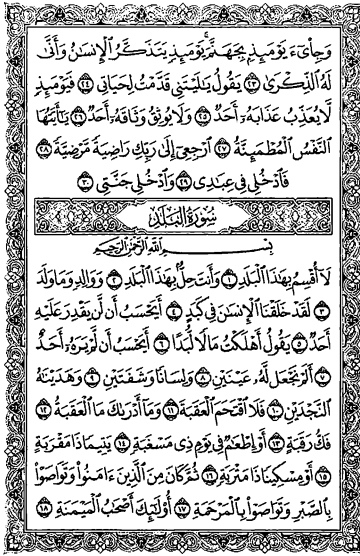 وَجِاْىٓءَ يَوْمَئِذٍۭ بِجَهَنَّمَ ۚ يَوْمَئِذٍ يَتَذَكَّرُ ٱلْإِنسَٰنُ وَأَنَّىٰ
لَهُ ٱلذِّكْرَىٰ ٢٣ يَقُولُ يَٰلَيْتَنِى قَدَّمْتُ لِحَيَاتِى ٢٤ فَيَوْمَئِذٍ
لَّا يُعَذِّبُ عَذَابَهُۥٓ أَحَدٌ ٢٥ وَلَا يُوثِقُ وَثَاقَهُۥٓ أَحَدٌ ٢٦ يَٰٓأَيَّتُهَا
ٱلنَّفْسُ ٱلْمُطْمَئِنَّةُ ٢٧ ٱرْجِعِىٓ إِلَىٰ رَبِّكِ رَاضِيَةً مَّرْضِيَّةً ٢٨
فَٱدْخُلِى فِى عِبَٰدِى ٢٩ وَٱدْخُلِى جَنَّتِى ٣٠
سُورَةُ ٱلْبَلَدِ
بِسْمِ ٱللَّهِ ٱلرَّحْمَٰنِ ٱلرَّحِيمِ
لَآ أُقْسِمُ بِهَٰذَا ٱلْبَلَدِ ١ وَأَنتَ حِلٌّۢ بِهَٰذَا ٱلْبَلَدِ ٢ وَوَالِدٍ وَمَا وَلَدَ
٣ لَقَدْ خَلَقْنَا ٱلْإِنسَٰنَ فِى كَبَدٍ ٤ أَيَحْسَبُ أَن لَّن يَقْدِرَ عَلَيْهِ
أَحَدٌ ٥ يَقُولُ أَهْلَكْتُ مَالًا لُّبَدًا ٦ أَيَحْسَبُ أَن لَّمْ يَرَهُۥٓ أَحَدٌ
٧ أَلَمْ نَجْعَل لَّهُۥ عَيْنَيْنِ ٨ وَلِسَانًا وَشَفَتَيْنِ ٩ وَهَدَيْنَٰهُ
ٱلنَّجْدَيْنِ ١٠ فَلَا ٱقْتَحَمَ ٱلْعَقَبَةَ ١١ وَمَآ أَدْرَىٰكَ مَا ٱلْعَقَبَةُ ١٢
فَكُّ رَقَبَةٍ ١٣ أَوْ إِطْعَٰمٌ فِى يَوْمٍ ذِى مَسْغَبَةٍ ١٤ يَتِيمًا ذَا مَقْرَبَةٍ
١٥ أَوْ مِسْكِينًا ذَا مَتْرَبَةٍ ١٦ ثُمَّ كَانَ مِنَ ٱلَّذِينَ ءَامَنُوا۟ وَتَوَاصَوْا۟
بِٱلصَّبْرِ وَتَوَاصَوْا۟ بِٱلْمَرْحَمَةِ ١٧ أُو۟لَٰٓئِكَ أَصْحَٰبُ ٱلْمَيْمَنَةِ ١٨